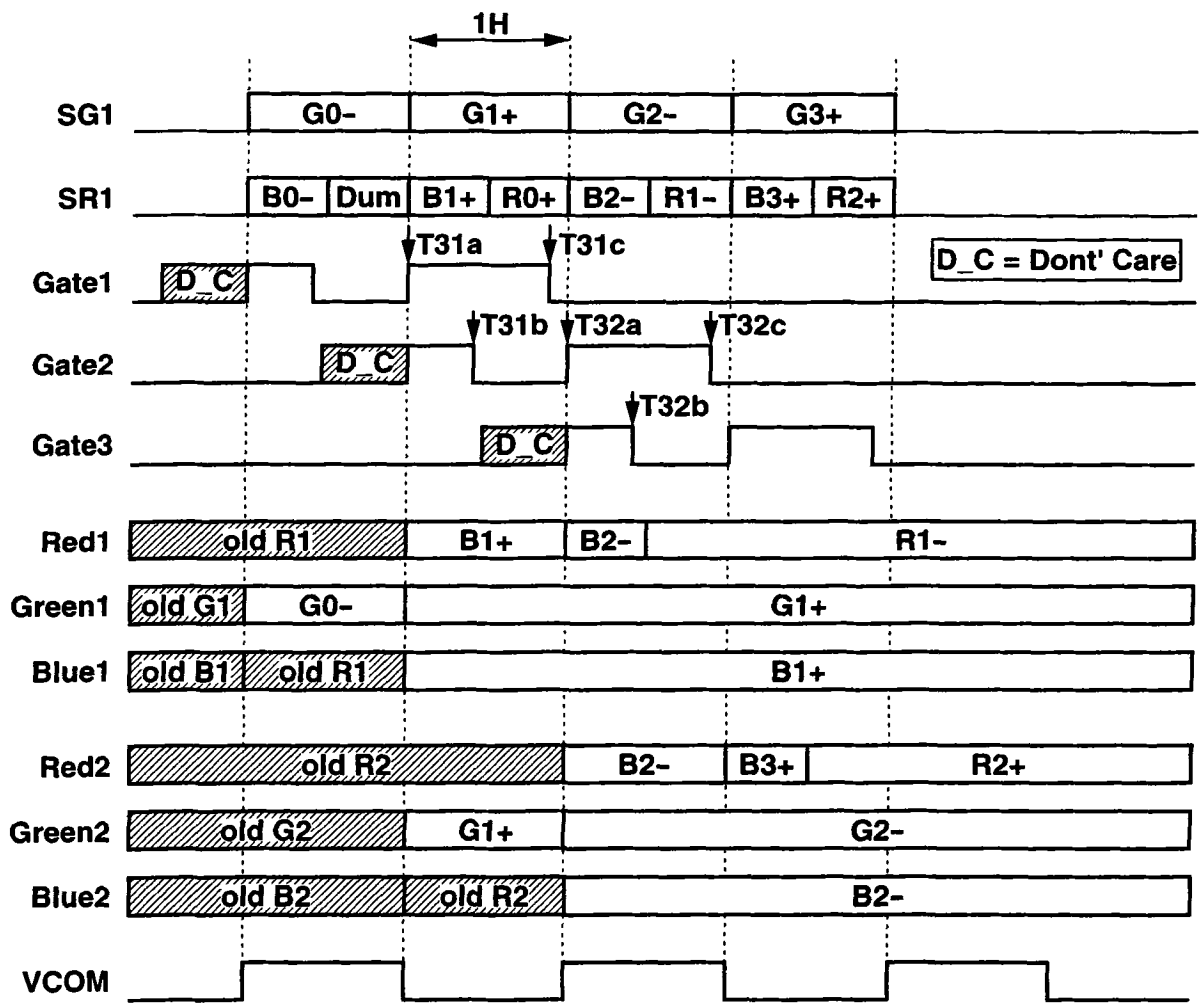 1H
SG1 G0− G1+ G2− G3+
SR1 B0− Dum B1+ R0+ B2− R1− B3+ R2+
T31a T31c
D_C = Dont' Care
Gate1 D_C
T31b T32a T32c
Gate2 D_C
T32b
Gate3 D_C
Red1 old R1 B1+ B2− R1−
Green1 old G1 G0− G1+
Blue1 old B1 old R1 B1+
Red2 old R2 B2− B3+ R2+
Green2 old G2 G1+ G2−
Blue2 old B2 old R2 B2−
VCOM